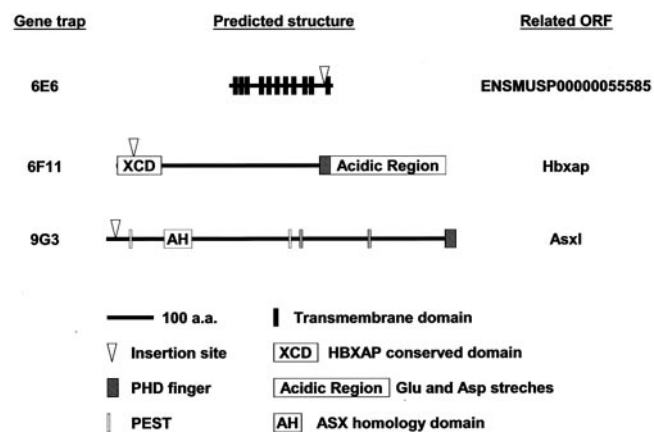 Gene trap Predicted structure Related ORF
6E6 ENSMUSP00000055585
6F11 XCD Acidic Region Hbxap
9G3 AH Asxl
100 a.a. Transmembrane domain
Insertion site XCD HBXAP conserved domain
PHD finger Acidic Region Glu and Asp streches
PEST AH ASX homology domain